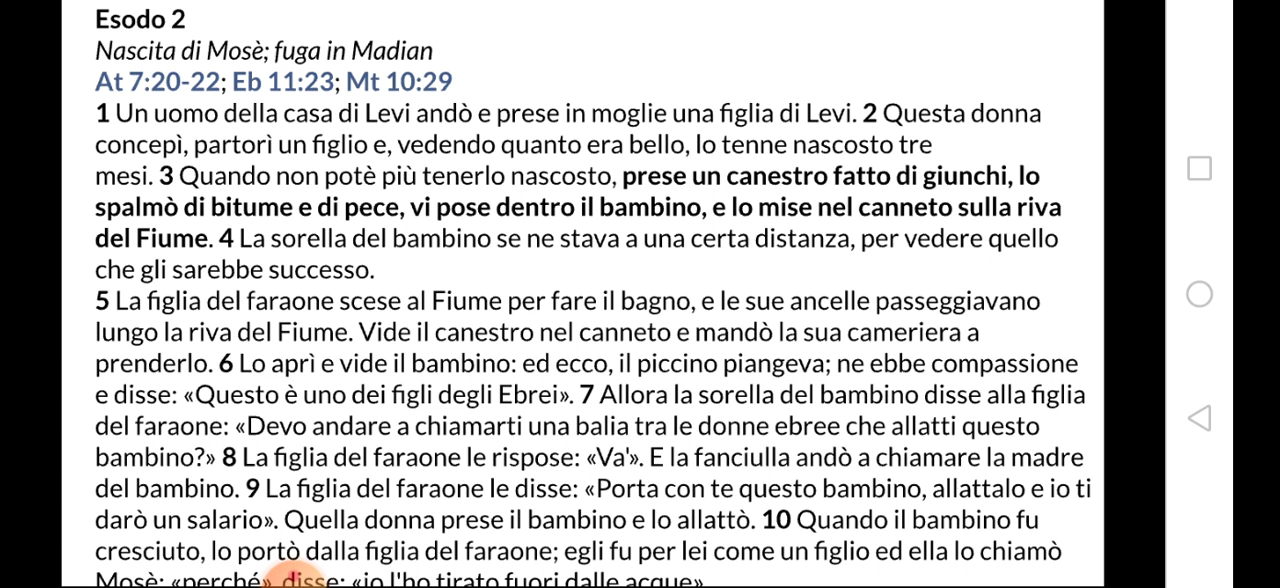 Esodo 2
Nascita di Mosè; fuga in Madian
At 7:20-22; Eb 11:23; Mt 10:29
1 Un uomo della casa di Levi andò e prese in moglie una figlia di Levi. 2 Questa donna
concepì, partorì un figlio e, vedendo quanto era bello, lo tenne nascosto tre
mesi. 3 Quando non potè più tenerlo nascosto, prese un canestro fatto di giunchi, lo
spalmò di bitume e di pece, vi pose dentro il bambino, e lo mise nel canneto sulla riva
del Fiume. 4 La sorella del bambino se ne stava a una certa distanza, per vedere quello
che gli sarebbe successo.
5 La figlia del faraone scese al Fiume per fare il bagno, e le sue ancelle passeggiavano
lungo la riva del Fiume. Vide il canestro nel canneto e mandò la sua cameriera a
prenderlo. 6 Lo aprì e vide il bambino: ed ecco, il piccino piangeva; ne ebbe compassione
e disse: «Questo è uno dei figli degli Ebrei». 7 Allora la sorella del bambino disse alla figlia
del faraone: «Devo andare a chiamarti una balia tra le donne ebree che allatti questo
bambino?» 8 La figlia del faraone le rispose: «Va'». E la fanciulla andò a chiamare la madre
del bambino. 9 La figlia del faraone le disse: «Porta con te questo bambino, allattalo e io ti
darò un salario». Quella donna prese il bambino e lo allattò. 10 Quando il bambino fu
cresciuto, lo portò dalla figlia del faraone; egli fu per lei come un figlio ed ella lo chiamò
Mosè: «perché», disse: «io l'ho tirato fuori dalle acque».